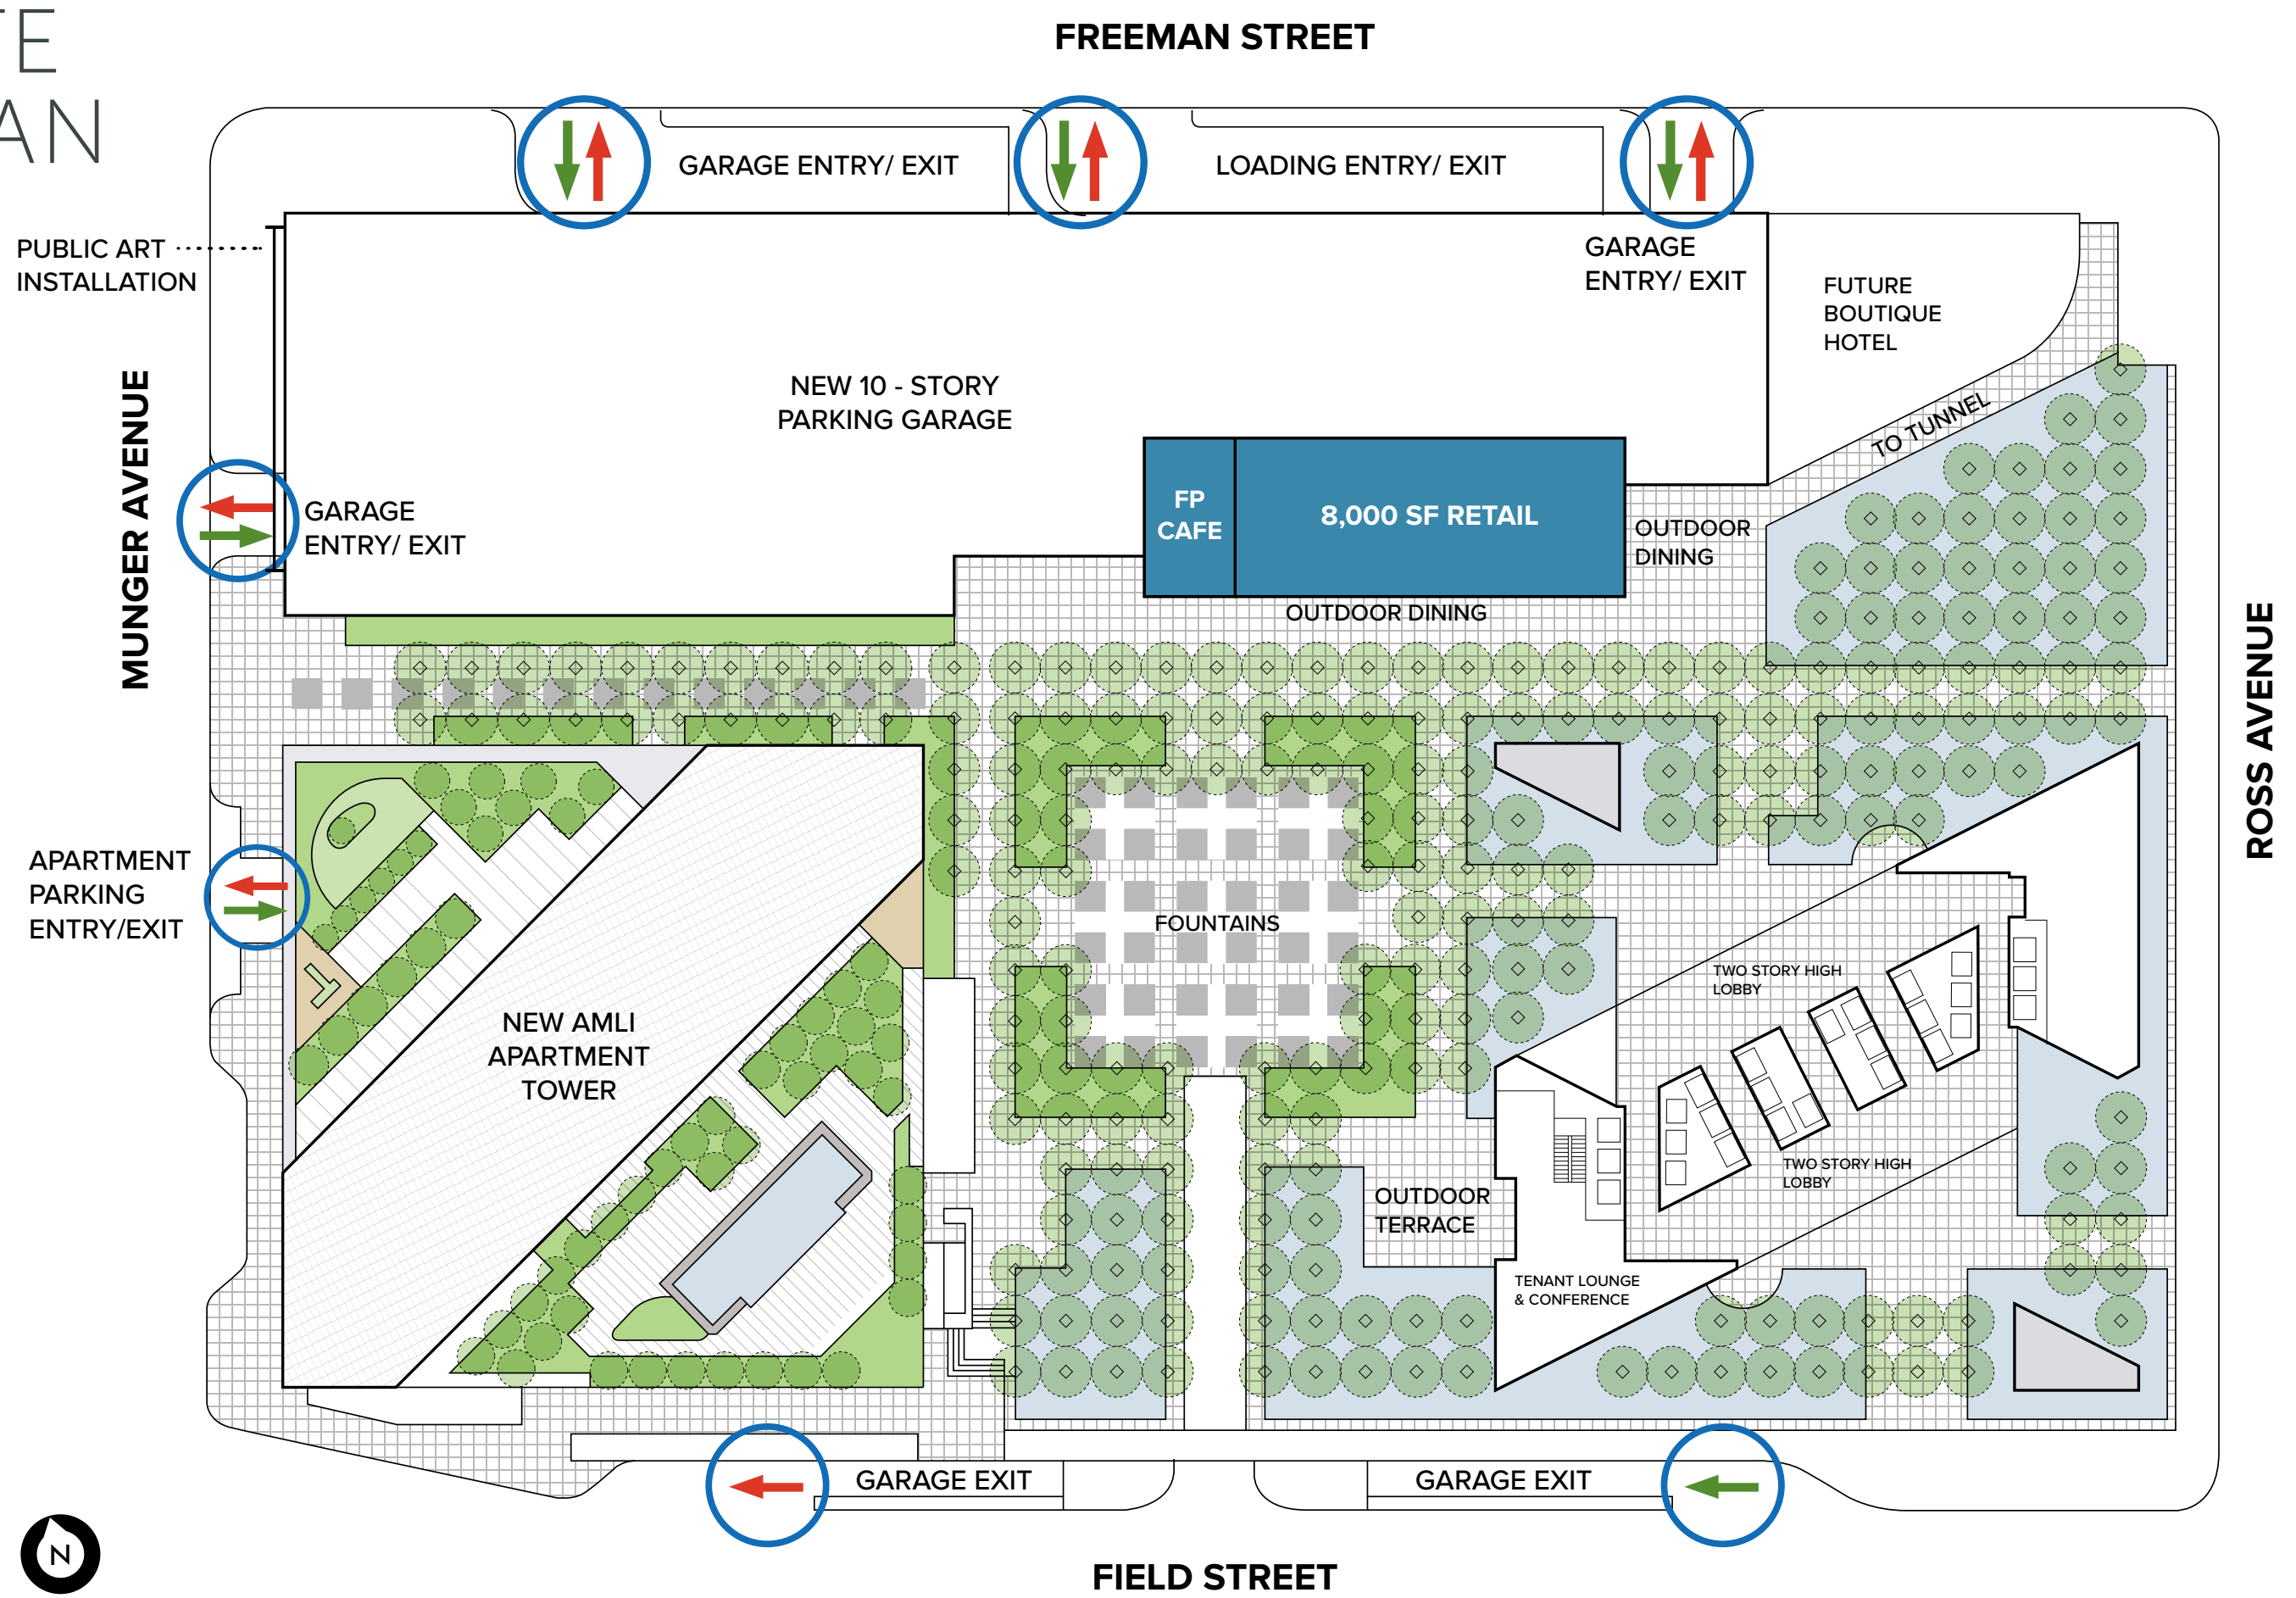 TE
AN
FREEMAN STREET
GARAGE ENTRY/ EXIT
LOADING ENTRY/ EXIT
PUBLIC ART
INSTALLATION
GARAGE
ENTRY/ EXIT
FUTURE
BOUTIQUE
HOTEL
NEW 10 - STORY
PARKING GARAGE
TO TUNNEL
MUNGER AVENUE
GARAGE
ENTRY/ EXIT
FP
CAFE
8,000 SF RETAIL
OUTDOOR
DINING
OUTDOOR DINING
ROSS AVENUE
APARTMENT
PARKING
ENTRY/EXIT
FOUNTAINS
TWO STORY HIGH
LOBBY
NEW AMLI
APARTMENT
TOWER
TWO STORY HIGH
LOBBY
OUTDOOR
TERRACE
TENANT LOUNGE
& CONFERENCE
GARAGE EXIT
GARAGE EXIT
N
FIELD STREET